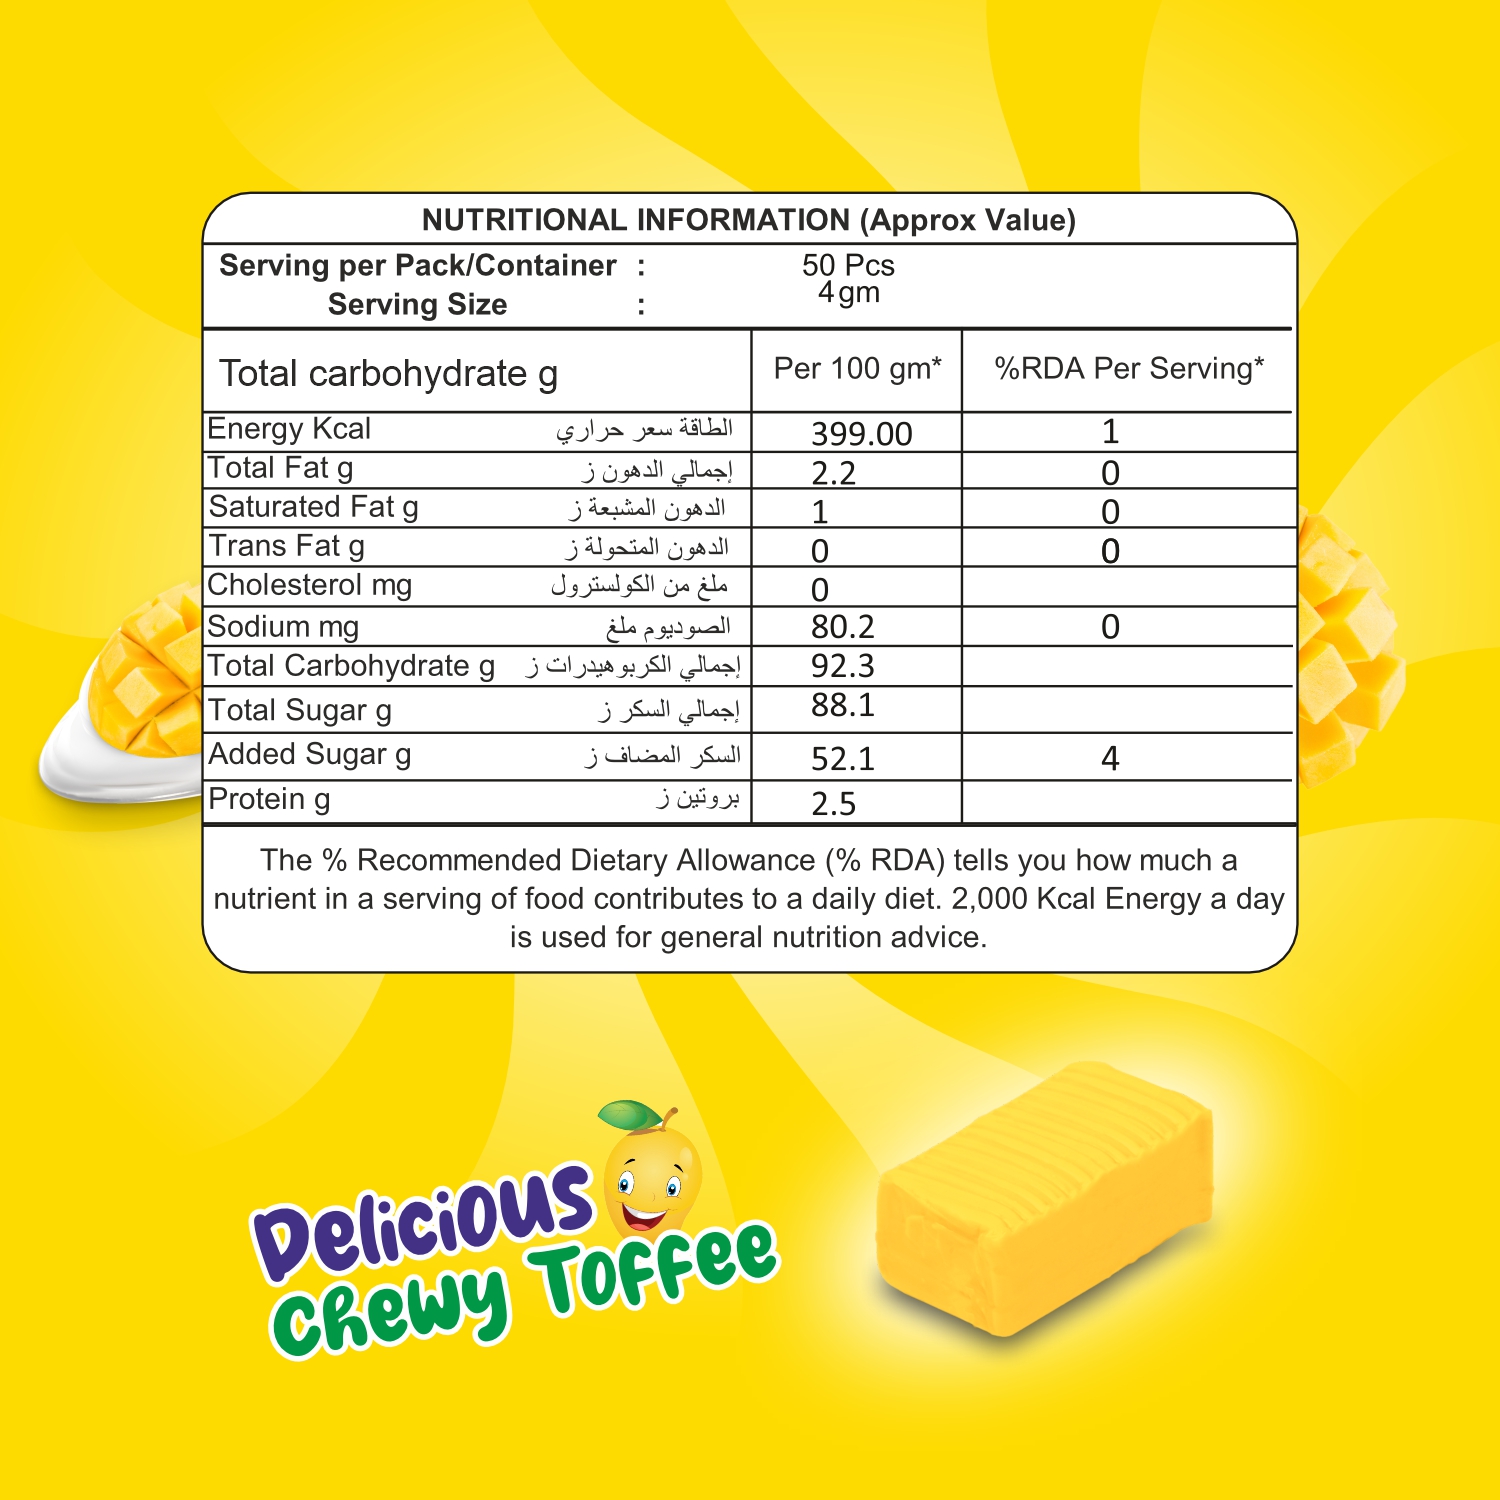 NUTRITIONAL INFORMATION (Approx Value)
Serving per Pack/Container : 50 Pcs
Serving Size : 4 gm
Total carbohydrate g Per 100 gm* %RDA Per Serving*
Energy Kcal الطاقة سعر حراري 399.00 1
Total Fat g إجمالي الدهون ز 2.2 0
Saturated Fat g الدهون المشبعة ز 1 0
Trans Fat g الدهون المتحولة ز 0 0
Cholesterol mg ملغ من الكولسترول 0
Sodium mg الصوديوم ملغ 80.2 0
Total Carbohydrate g إجمالي الكربوهيدرات ز 92.3
Total Sugar g إجمالي السكر ز 88.1
Added Sugar g السكر المضاف ز 52.1 4
Protein g بروتين ز 2.5
The % Recommended Dietary Allowance (% RDA) tells you how much a
nutrient in a serving of food contributes to a daily diet. 2,000 Kcal Energy a day
is used for general nutrition advice.
Delicious
Chewy Toffee